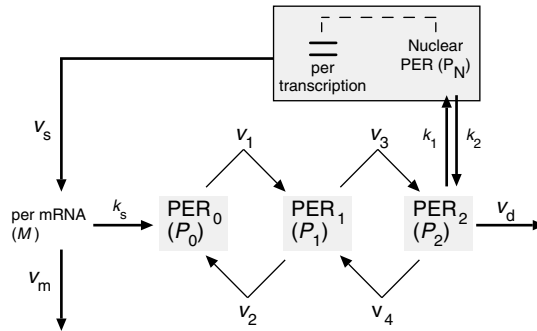 per
transcription
Nuclear
PER (P_N)
v_s
v_1
v_3
k_1
k_2
per mRNA
(M)
k_s
PER_0
(P_0)
PER_1
(P_1)
PER_2
(P_2)
v_d
v_m
v_2
v_4